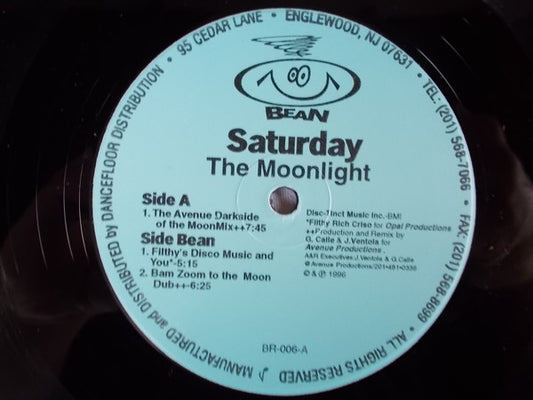 MANUFACTURED and DISTRIBUTED by DANCEFLOOR DISTRIBUTION • 95 CEDAR LANE • ENGLEWOOD, NJ 07631 • TEL: (201) 568-7066 • FAX: (201) 568-8699 • ALL RIGHTS RESERVED
BEAN
Saturday
The Moonlight
Side A
1. The Avenue Darkside
of the MoonMix++7:45
Side Bean
1. Filthy's Disco Music and
You*-5:15
2. Bam Zoom to the Moon
Dub++-6:25
Disc-Tinct Music Inc.-BMI
*Filthy Rich Criso for Opal Productions
++Production and Remix by
G. Calle & J.Ventola for
Avenue Productions.
A&R Executives J.Ventola & G.Calle
@ Avenue Productions/201•481•0336
© & ℗ 1996
BR-006-A